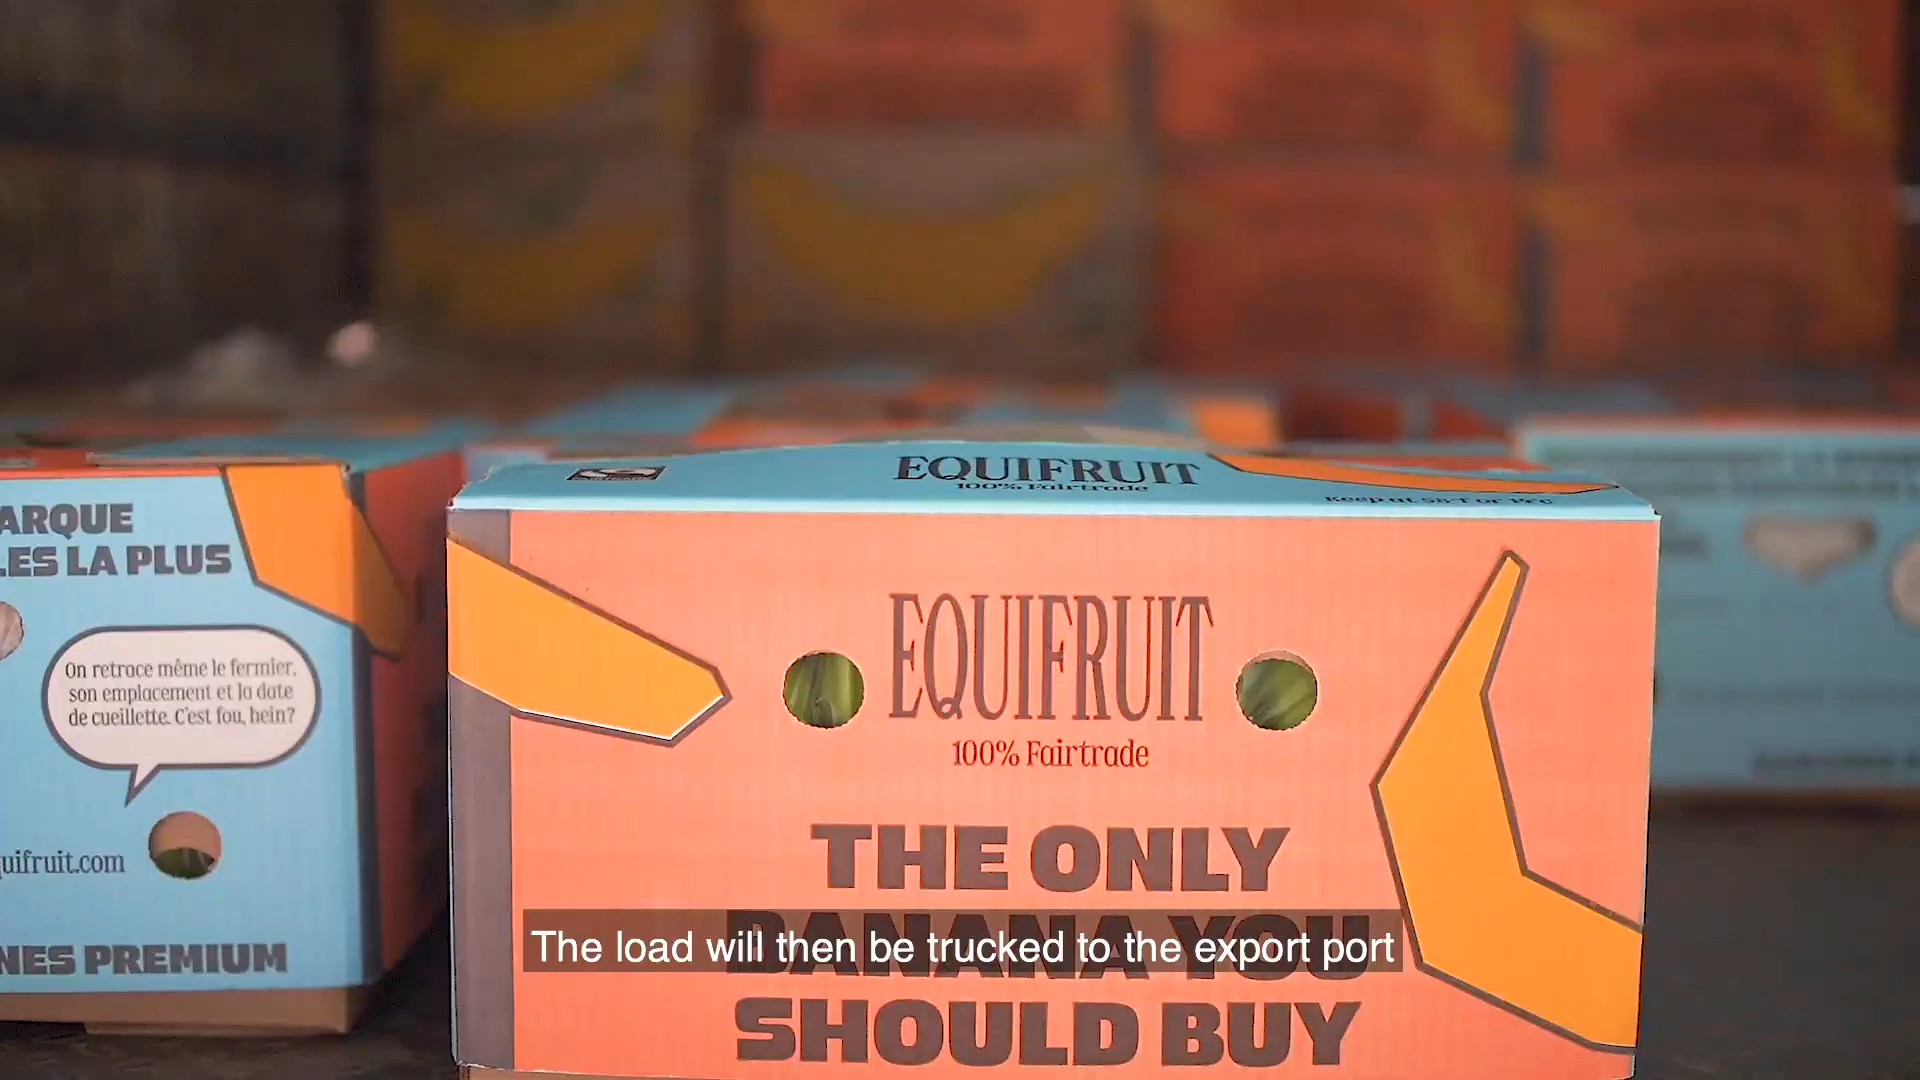 EQUIFRUIT
100% Fairtrade
ARQUE
LES LA PLUS
On retrace même le fermier,
son emplacement et la date
de cueillette. C'est fou, hein?
quifruit.com
NES PREMIUM
EQUIFRUIT
100% Fairtrade
THE ONLY
BANANA YOU
SHOULD BUY
The load will then be trucked to the export port